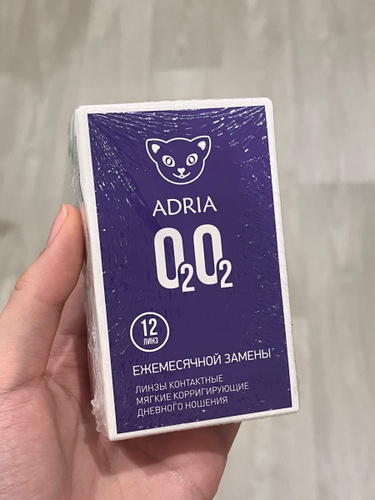 ADRIA
O2O2
12
ЛИНЗ
ЕЖЕМЕСЯЧНОЙ ЗАМЕНЫ
ЛИНЗЫ КОНТАКТНЫЕ
МЯГКИЕ КОРРИГИРУЮЩИЕ
ДНЕВНОГО НОШЕНИЯ